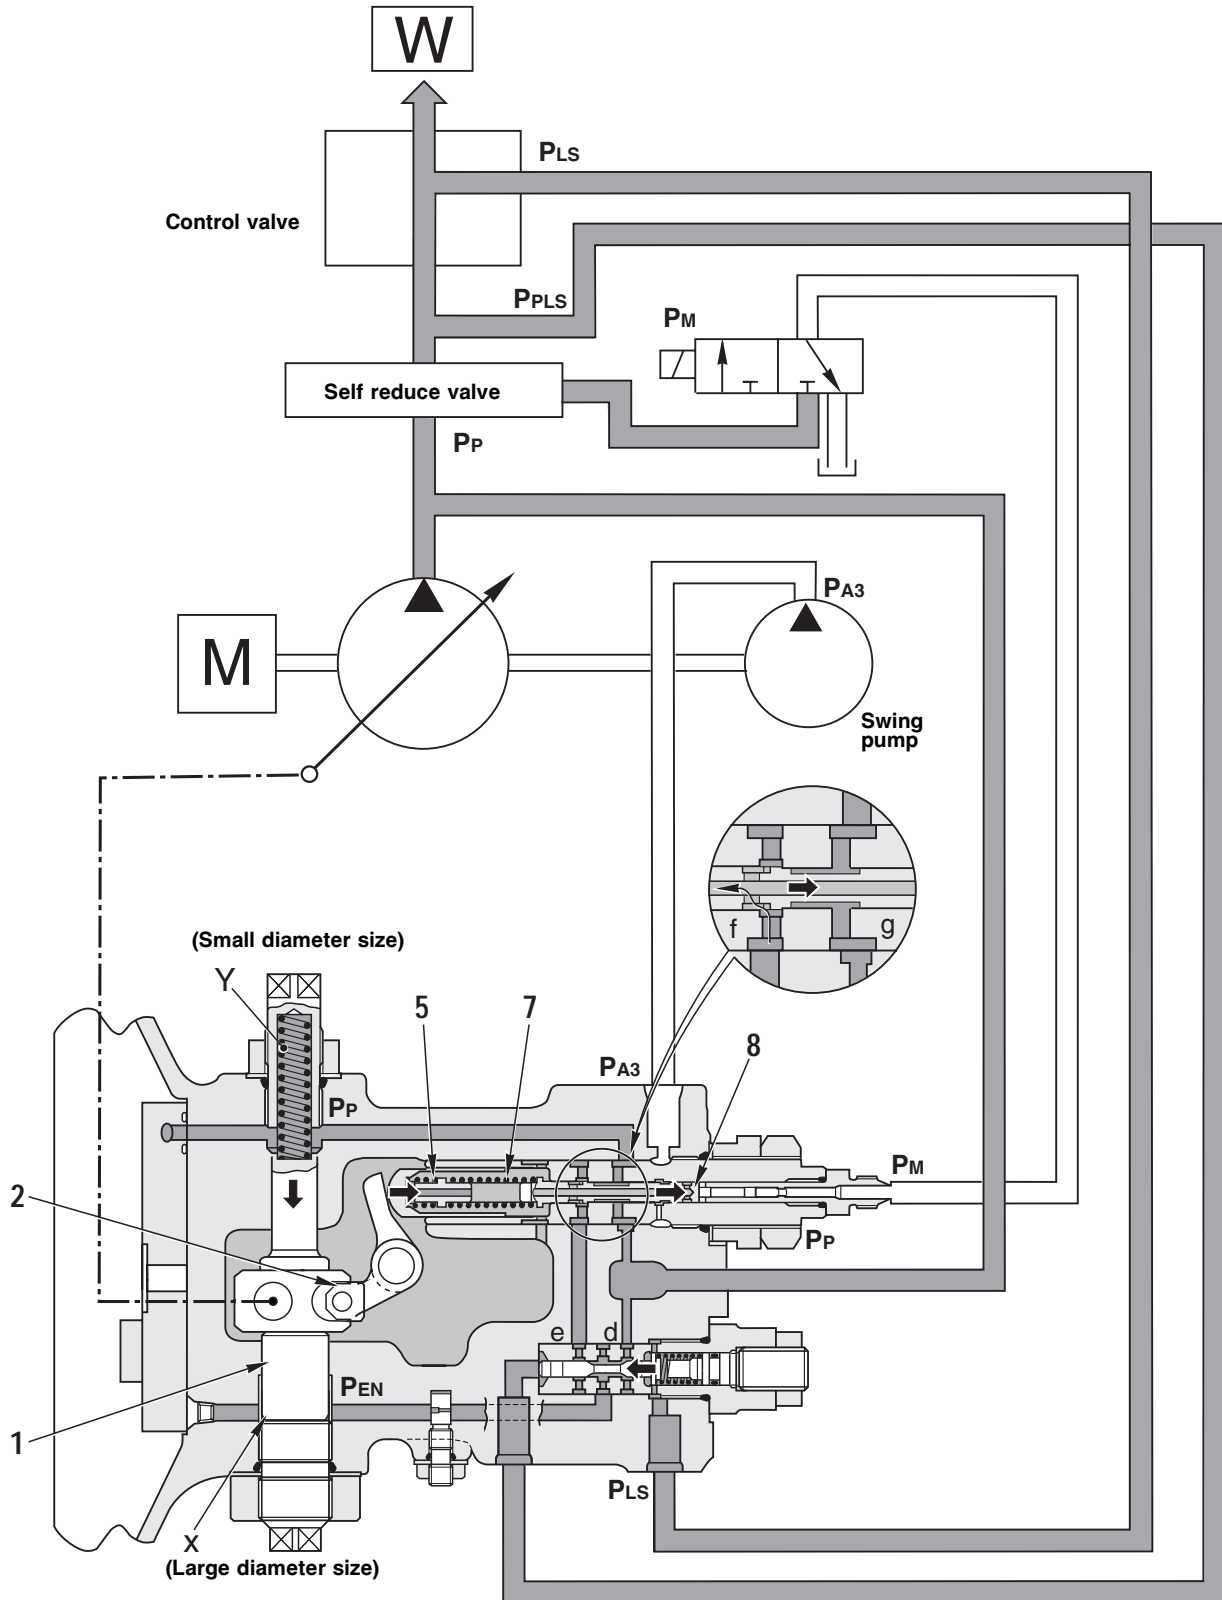 W
PLS
Control valve
PPLS
PM
Self reduce valve
PP
PA3
M
Swing
pump
f
g
(Small diameter size)
Y
5
7
8
PA3
PP
PM
2
PP
e
d
PEN
1
PLS
x
(Large diameter size)